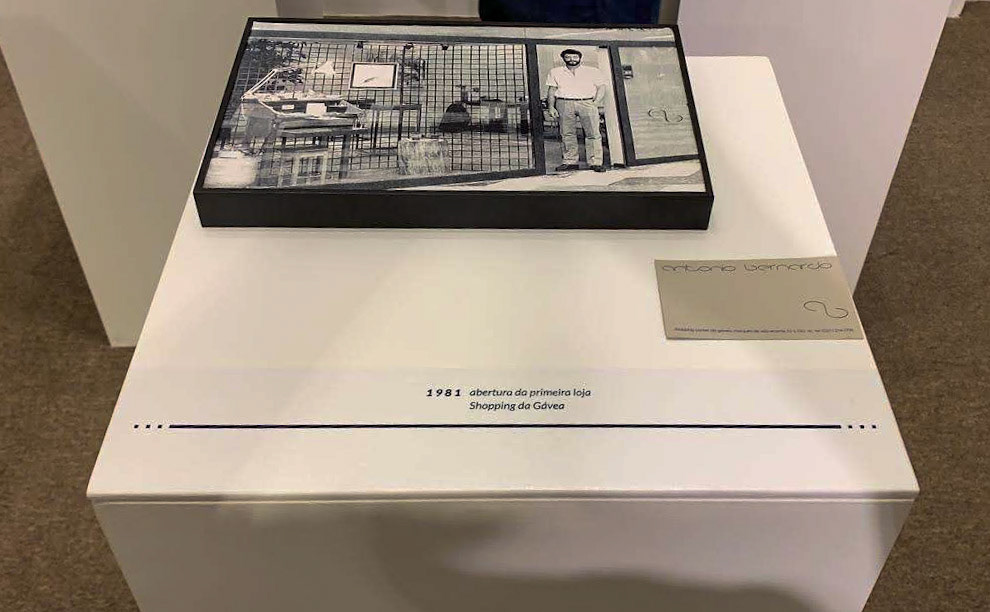 antonio bernardo
1981 abertura da primeira loja
Shopping da Gávea